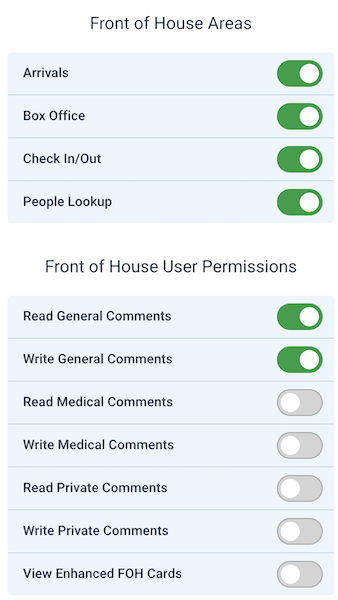 Front of House Areas
Arrivals
Box Office
Check In/Out
People Lookup
Front of House User Permissions
Read General Comments
Write General Comments
Read Medical Comments
Write Medical Comments
Read Private Comments
Write Private Comments
View Enhanced FOH Cards